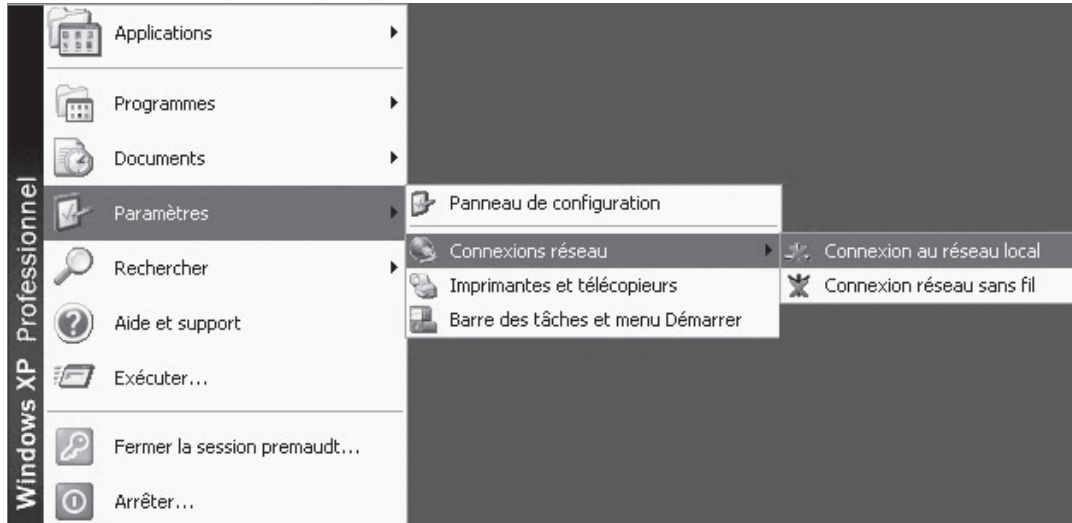 Windows XP Professionnel
Applications
Programmes
Documents
Paramètres
Rechercher
Aide et support
Exécuter...
Fermer la session premaudt...
Arrêter...
Panneau de configuration
Connexions réseau
Imprimantes et télécopieurs
Barre des tâches et menu Démarrer
Connexion au réseau local
Connexion réseau sans fil